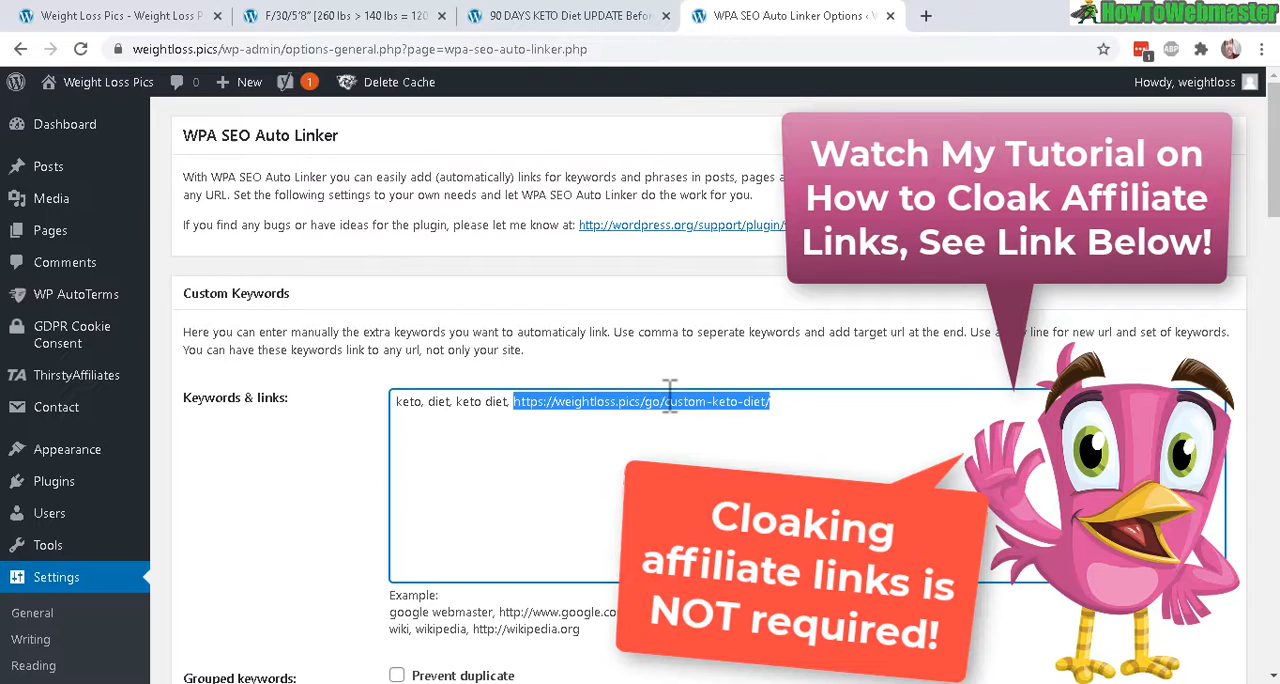 Weight Loss Pics - Weight Loss P
F/30/5'8" [260 lbs > 140 lbs = 120
90 DAYS KETO Diet UPDATE Befor
WPA SEO Auto Linker Options ‹ V
HowToWebmaster
weightloss.pics/wp-admin/options-general.php?page=wpa-seo-auto-linker.php
1
ABP
Weight Loss Pics
0
New
1
Delete Cache
Howdy, weightloss
Dashboard
Posts
Media
Pages
Comments
WP AutoTerms
GDPR Cookie
Consent
TA ThirstyAffiliates
Contact
Appearance
Plugins
Users
Tools
Settings
General
Writing
Reading
WPA SEO Auto Linker
With WPA SEO Auto Linker you can easily add (automatically) links for keywords and phrases in posts, pages a
any URL. Set the following settings to your own needs and let WPA SEO Auto Linker do the work for you.
If you find any bugs or have ideas for the plugin, please let me know at: http://wordpress.org/support/plugin/
Watch My Tutorial on
How to Cloak Affiliate
Links, See Link Below!
Custom Keywords
Here you can enter manually the extra keywords you want to automaticaly link. Use comma to seperate keywords and add target url at the end. Use a line for new url and set of keywords.
You can have these keywords link to any url, not only your site.
Keywords & links:
keto, diet, keto diet, https://weightloss.pics/go/custom-keto-diet/
Cloaking
affiliate links is
NOT required!
Example:
google webmaster, http://www.google.co
wiki, wikipedia, http://wikipedia.org
Grouped keywords:
Prevent duplicate